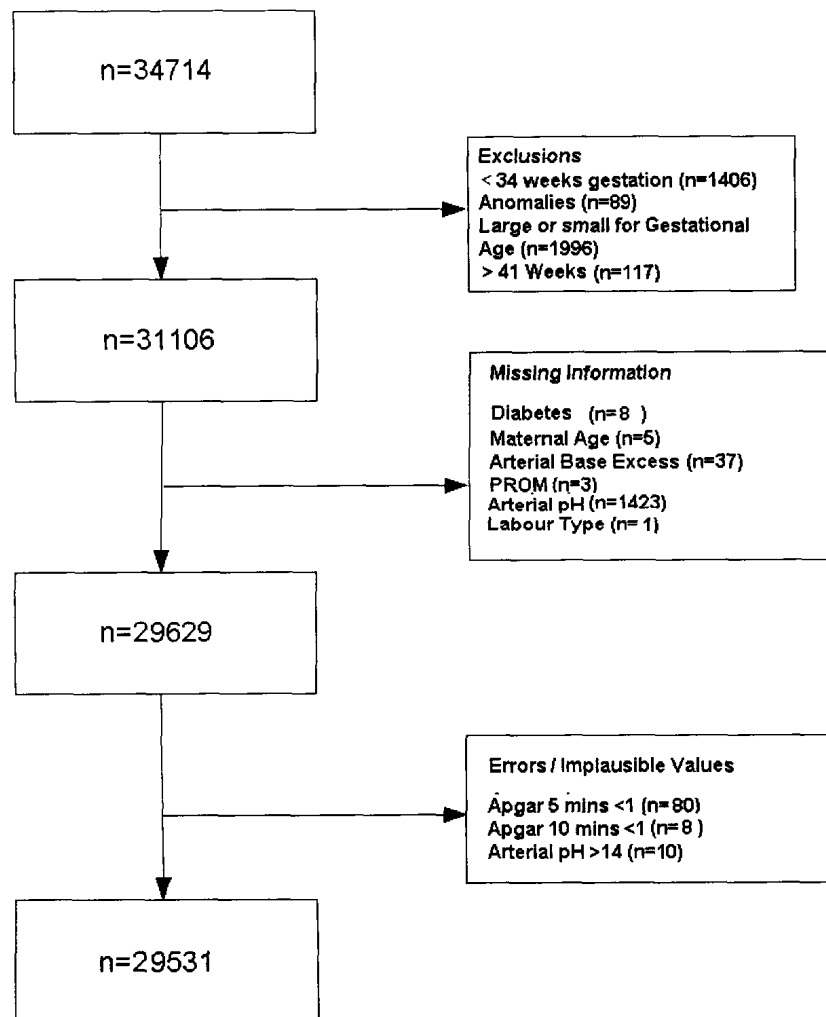 n=34714
Exclusions
< 34 weeks gestation (n=1406)
Anomalies (n=89)
Large or small for Gestational
Age (n=1996)
> 41 Weeks (n=117)
n=31106
Missing Information
Diabetes (n=8 )
Maternal Age (n=5)
Arterial Base Excess (n=37)
PROM (n=3)
Arterial pH (n=1423)
Labour Type (n= 1)
n=29629
Errors / Implausible Values
Apgar 5 mins <1 (n=80)
Apgar 10 mins <1 (n=8 )
Arterial pH >14 (n=10)
n=29531